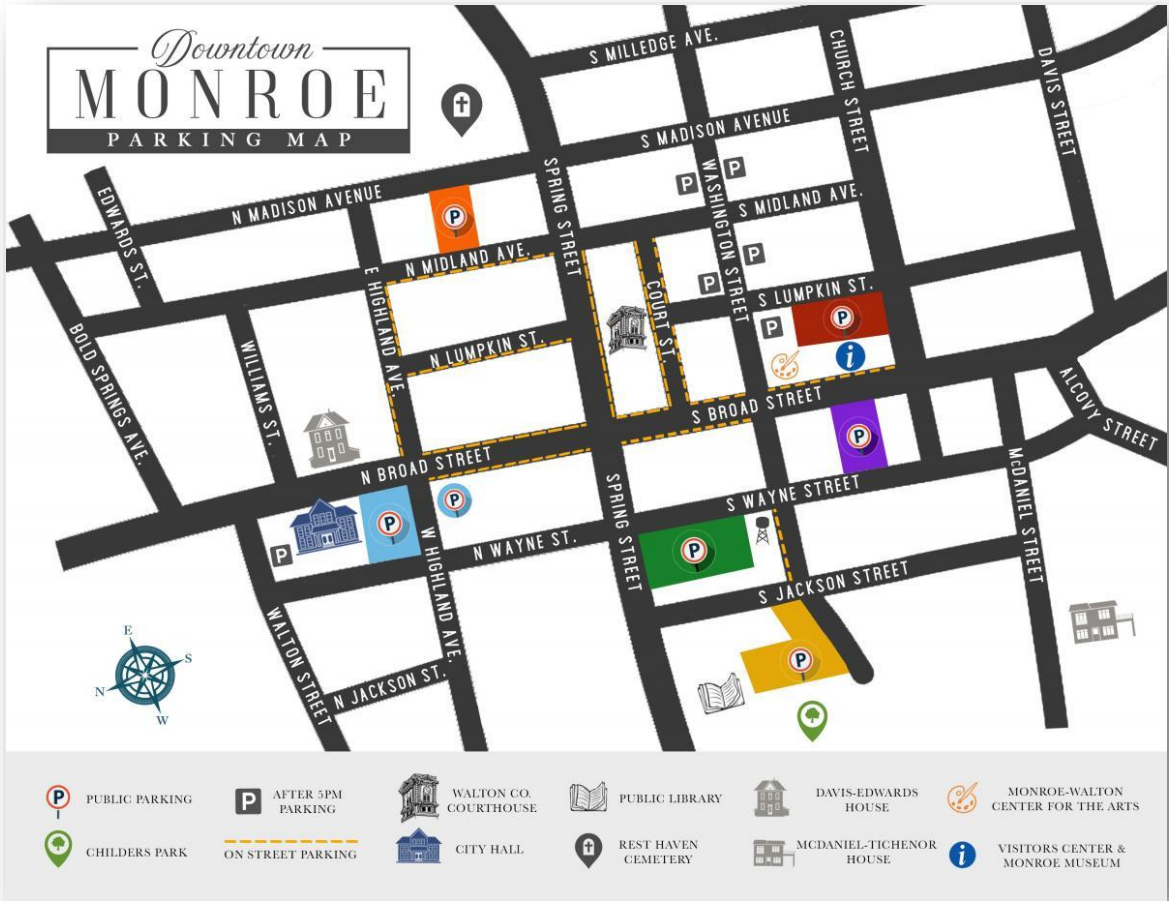 Downtown
MONROE
PARKING MAP
S MILLEDGE AVE.
CHURCH STREET
DAVIS STREET
S MADISON AVENUE
EDWARDS ST.
N MADISON AVENUE
SPRING STREET
WASHINGTON STREET
P
P
S MIDLAND AVE.
P
N MIDLAND AVE.
E HIGHLAND AVE.
COURT ST.
P
P
S LUMPKIN ST.
P
P
i
BOLD SPRINGS AVE.
WILLIAMS ST.
N LUMPKIN ST.
S BROAD STREET
ALCOVY STREET
P
N BROAD STREET
McDANIEL STREET
SPRING STREET
S WAYNE STREET
P
P
P
W HIGHLAND AVE.
N WAYNE ST.
P
S JACKSON STREET
WALTON STREET
N JACKSON ST.
P
E
S
N
W
P PUBLIC PARKING
P AFTER 5PM
PARKING
WALTON CO.
COURTHOUSE
PUBLIC LIBRARY
DAVIS-EDWARDS
HOUSE
MONROE-WALTON
CENTER FOR THE ARTS
CHILDERS PARK
ON STREET PARKING
CITY HALL
REST HAVEN
CEMETERY
MCDANIEL-TICHENOR
HOUSE
i VISITORS CENTER &
MONROE MUSEUM